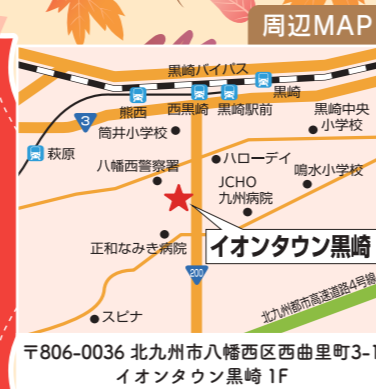 周辺MAP
黒崎バイパス
黒崎
熊西
西黒崎
黒崎駅前
3
筒井小学校
黒崎中央
小学校
萩原
八幡西警察署
ハローデイ
鳴水小学校
JCHO
九州病院
正和なみき病院
イオンタウン黒崎
200
北九州都市高速道路4号線
スピナ
〒806-0036 北九州市八幡西区西曲里町3-1
イオンタウン黒崎 1F